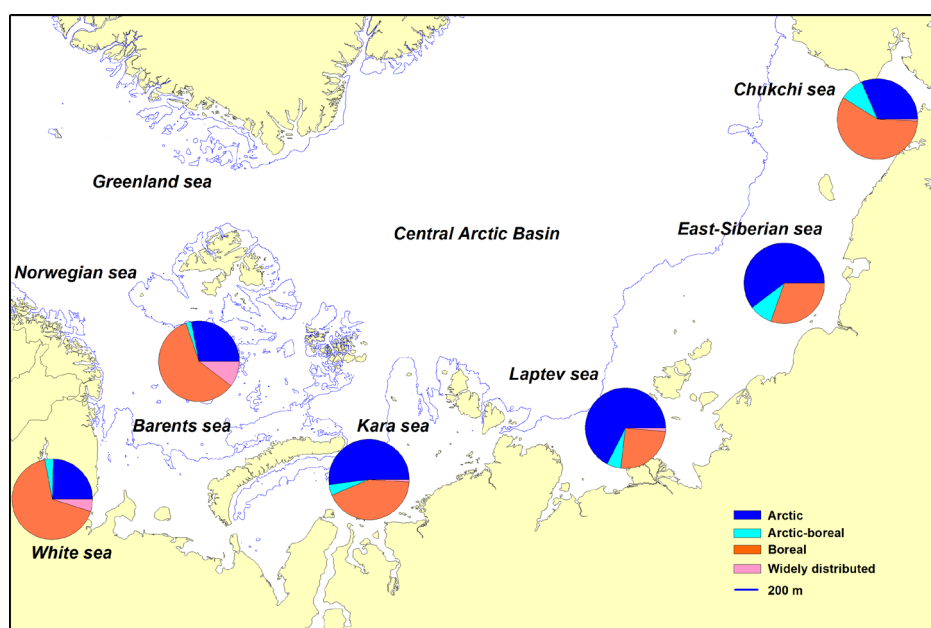 Chukchi sea
Greenland sea
East-Siberian sea
Central Arctic Basin
Norwegian sea
Laptev sea
Barents sea
Kara sea
White sea
Arctic
Arctic-boreal
Boreal
Widely distributed
200 m